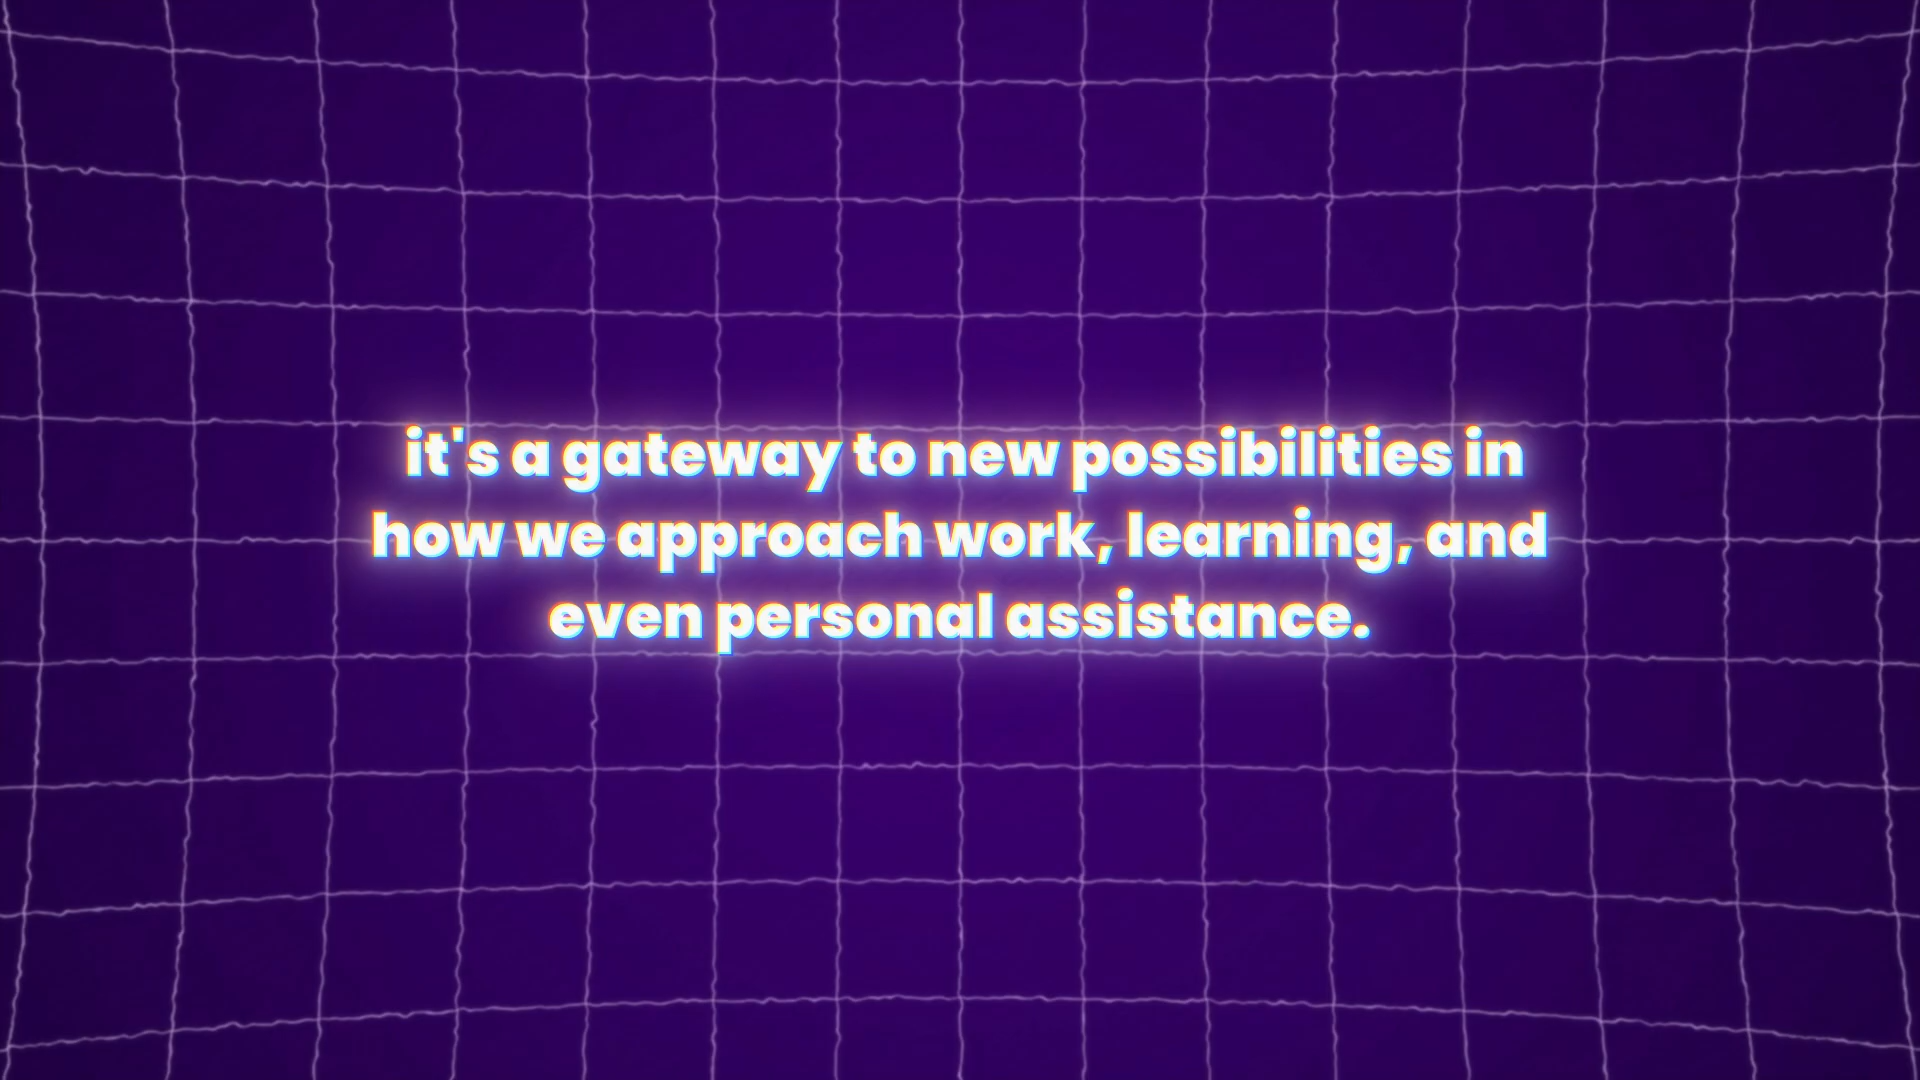 it's a gateway to new possibilities in
how we approach work, learning, and
even personal assistance.